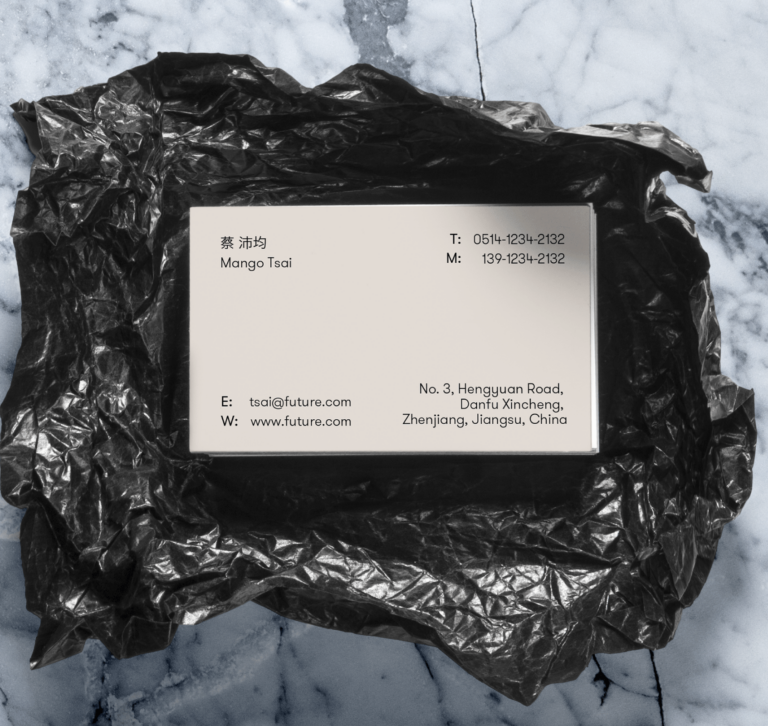 蔡 沛均
Mango Tsai
T: 0514-1234-2132
M: 139-1234-2132
E: tsai@future.com
W: www.future.com
No. 3, Hengyuan Road,
Danfu Xincheng,
Zhenjiang, Jiangsu, China